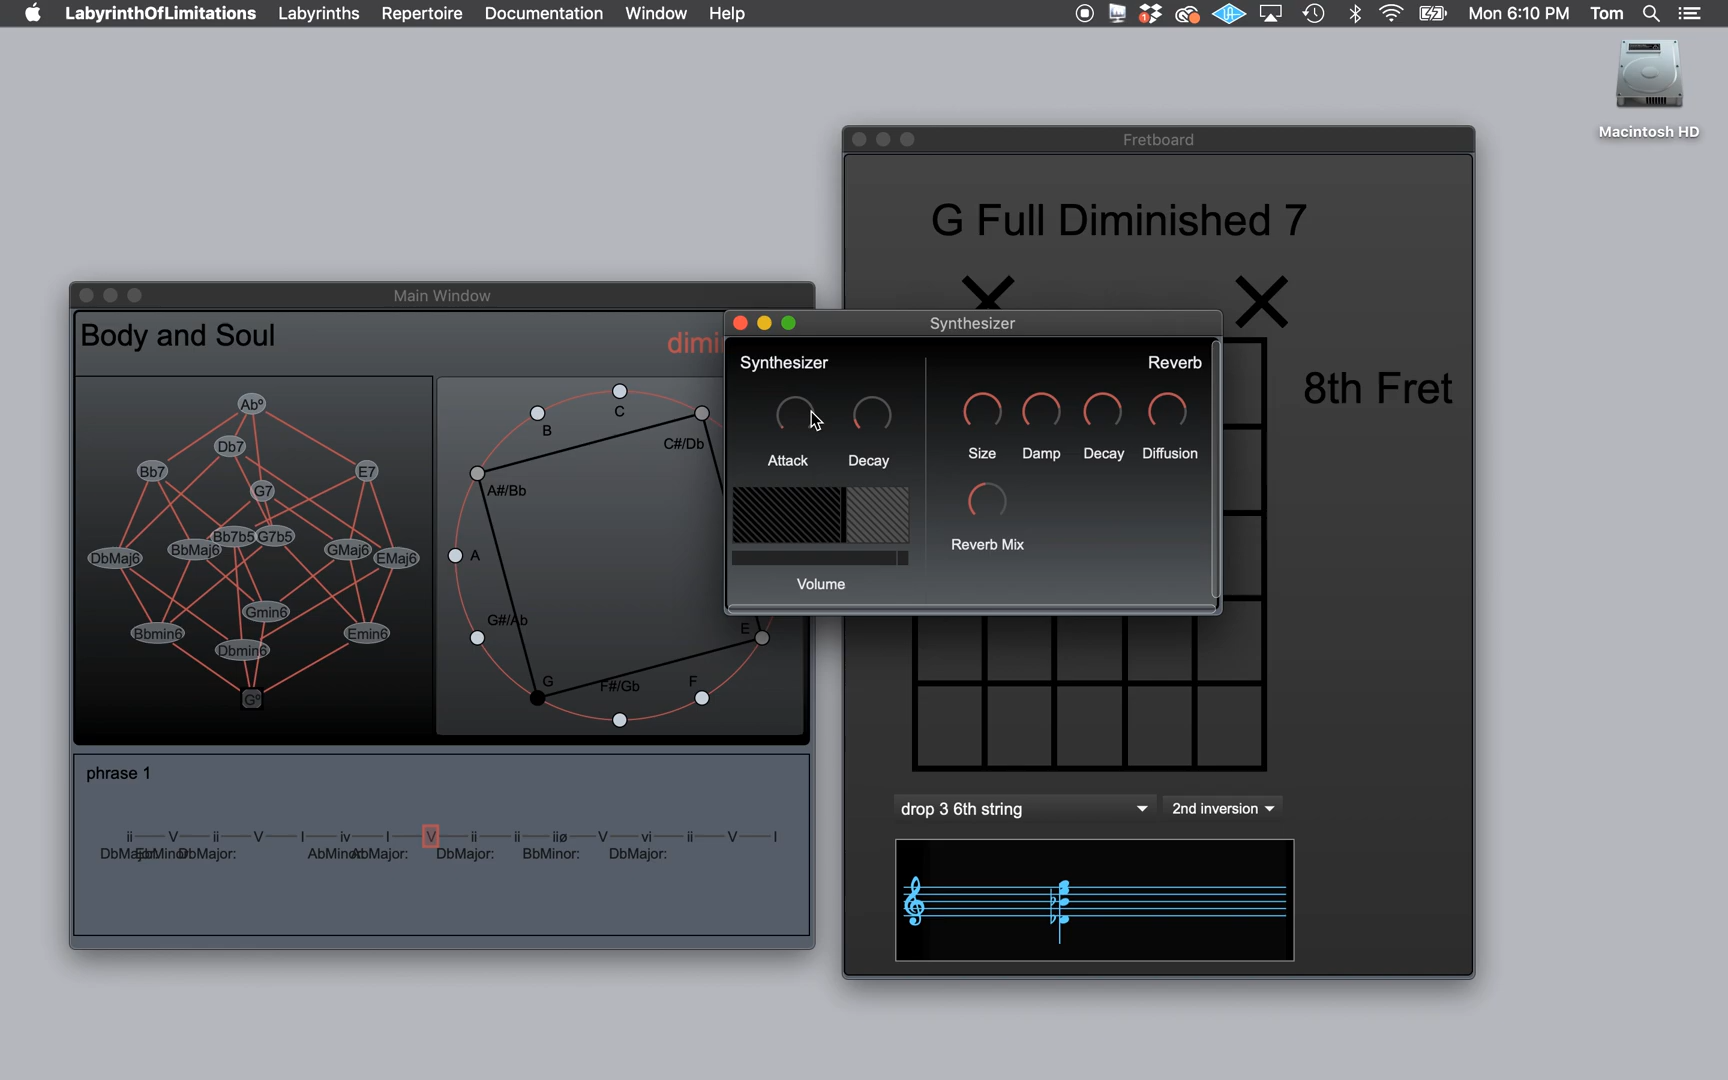 LabyrinthOfLimitations Labyrinths Repertoire Documentation Window Help 1 Mon 6:10 PM Tom
Macintosh HD
Fretboard
G Full Diminished 7
8th Fret
drop 3 6th string 2nd inversion
Main Window
Body and Soul
Abº
Db7
Bb7 E7
G7
Bb7b5 G7b5
DbMaj6 BbMaj6 GMaj6 EMaj6
Gmin6
Bbmin6 Emin6
Dbmin6
Gº
C
B
C#/Db
A#/Bb
A
G#/Ab
E
G
F#/Gb
F
phrase 1
ii V ii V I iv I V ii ii iiø V vi ii V I
DbMajor: DbMajor: AbMajor: DbMajor: BbMinor: DbMajor:
Synthesizer
Synthesizer Reverb
Attack Decay Size Damp Decay Diffusion
Reverb Mix
Volume